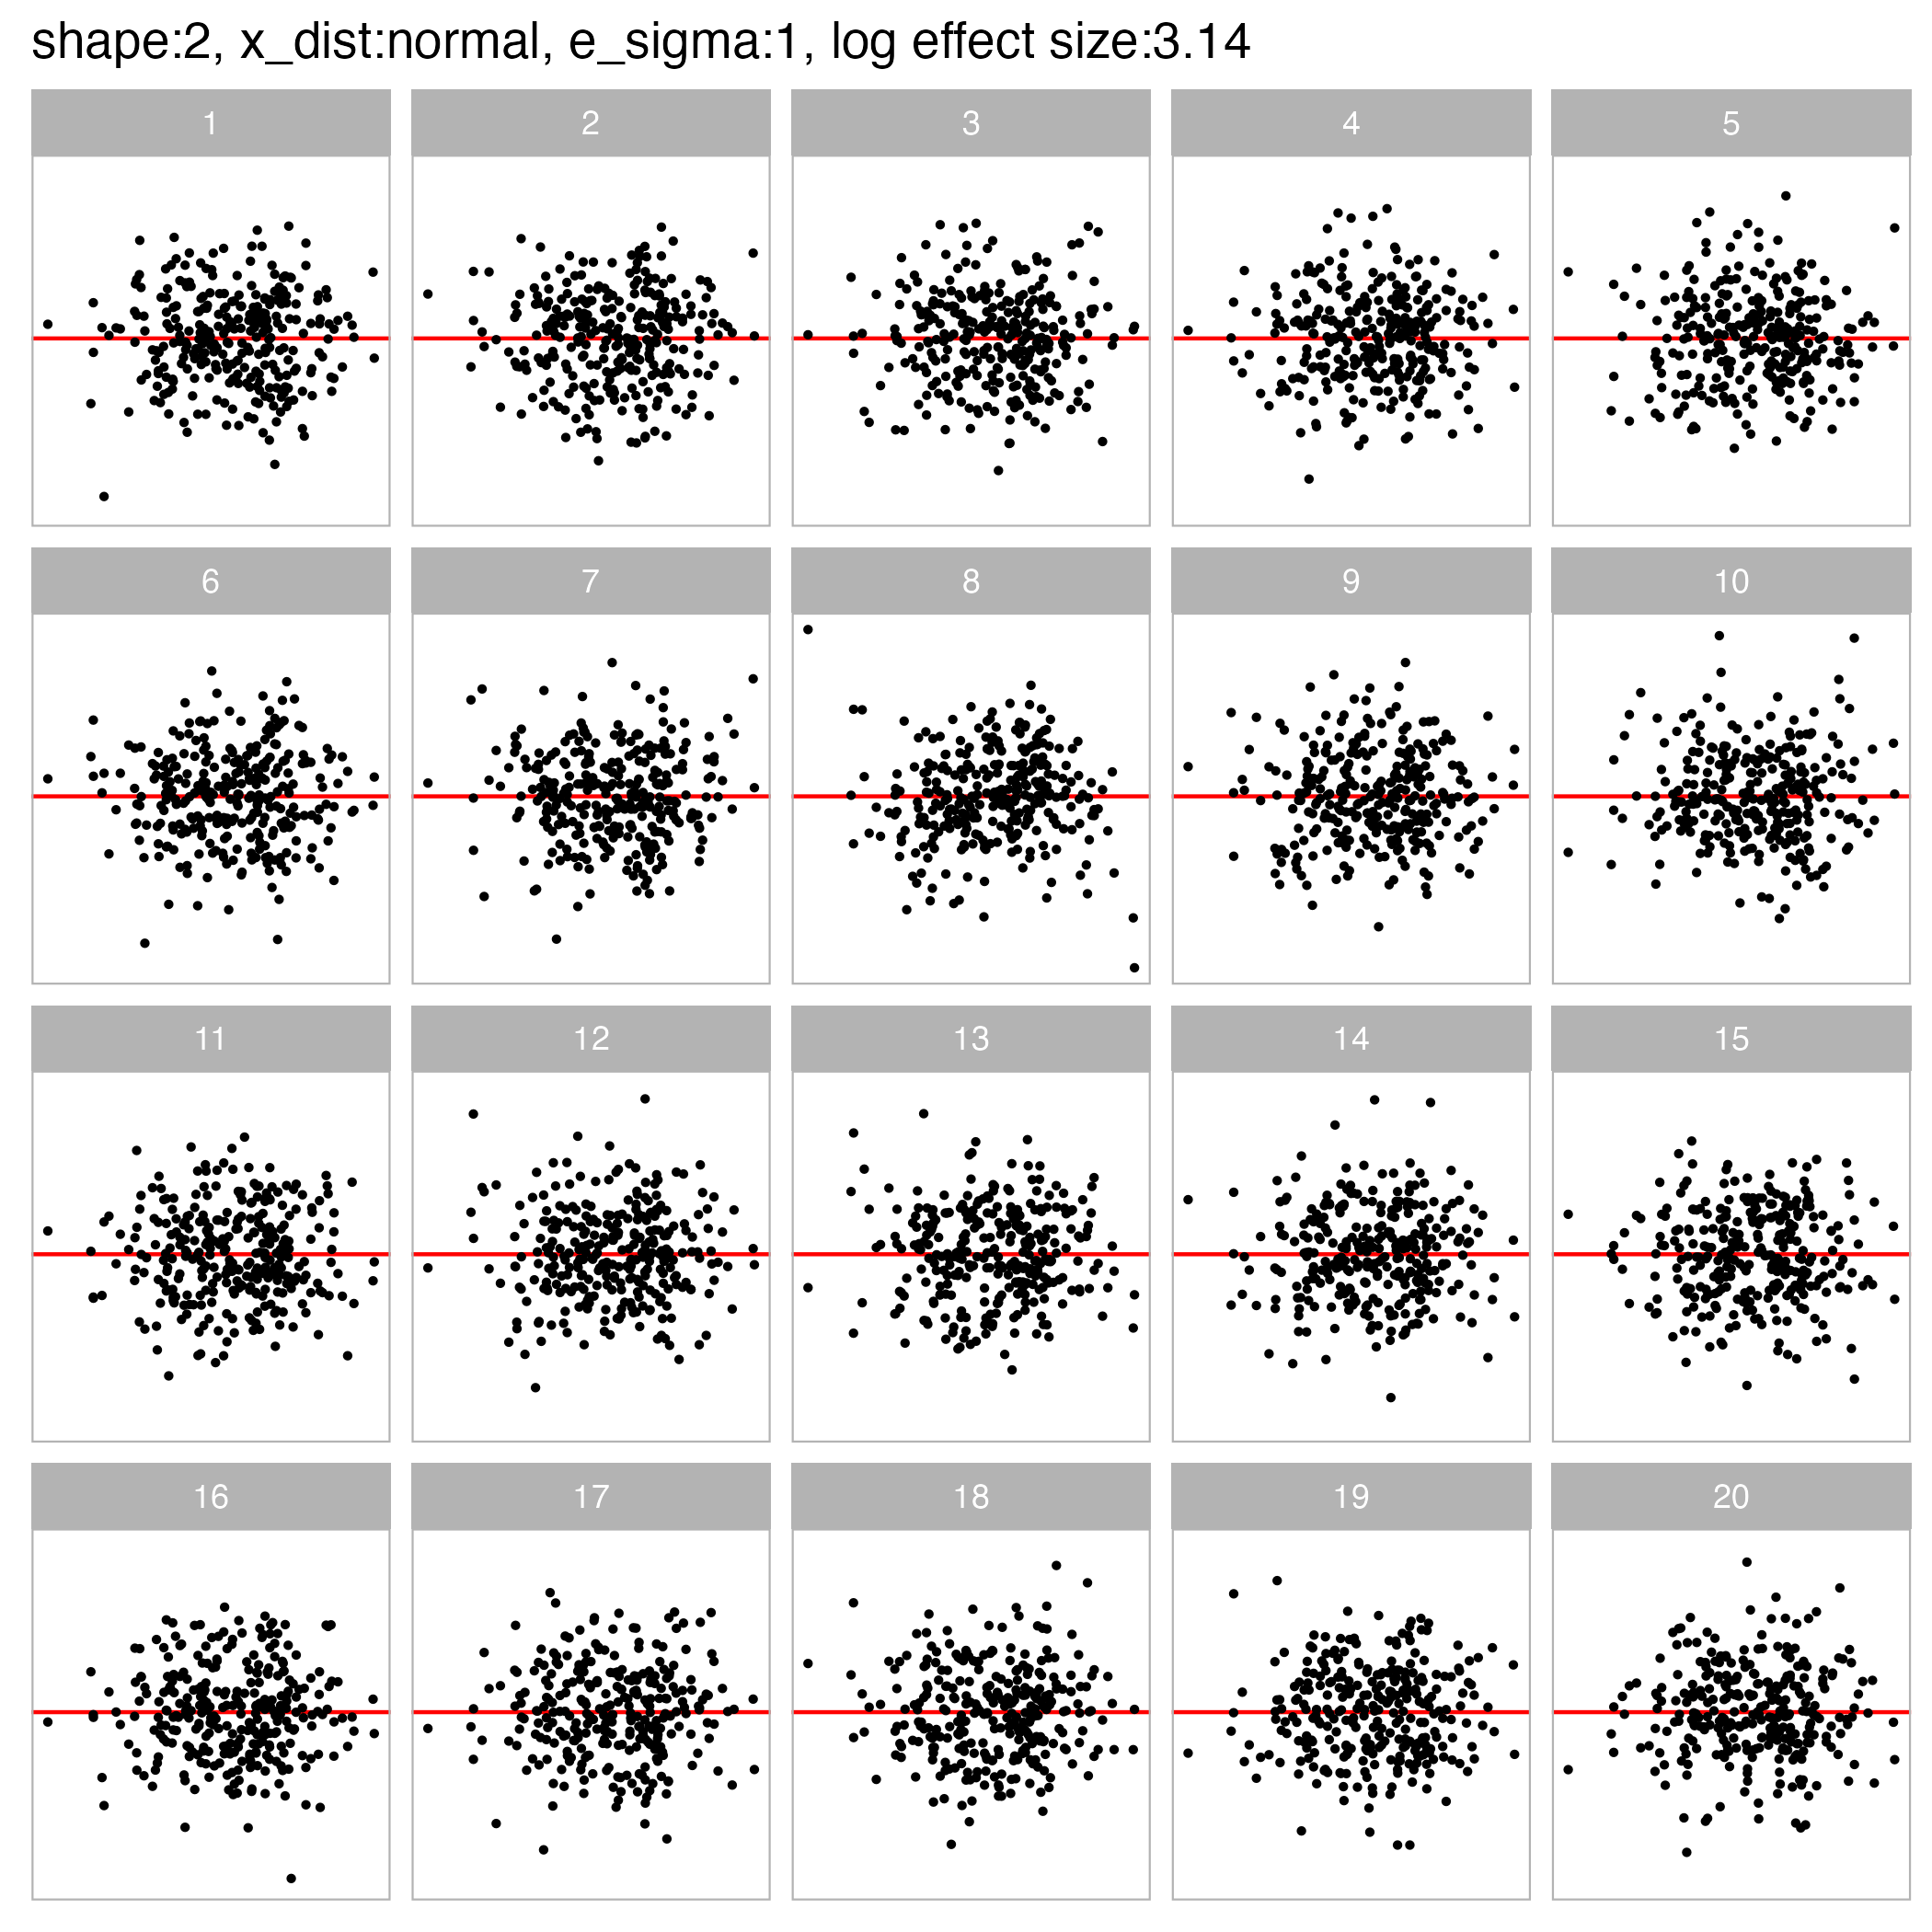 shape:2, x_dist:normal, e_sigma:1, log effect size:3.14
1 2 3 4 5
6 7 8 9 10
11 12 13 14 15
16 17 18 19 20